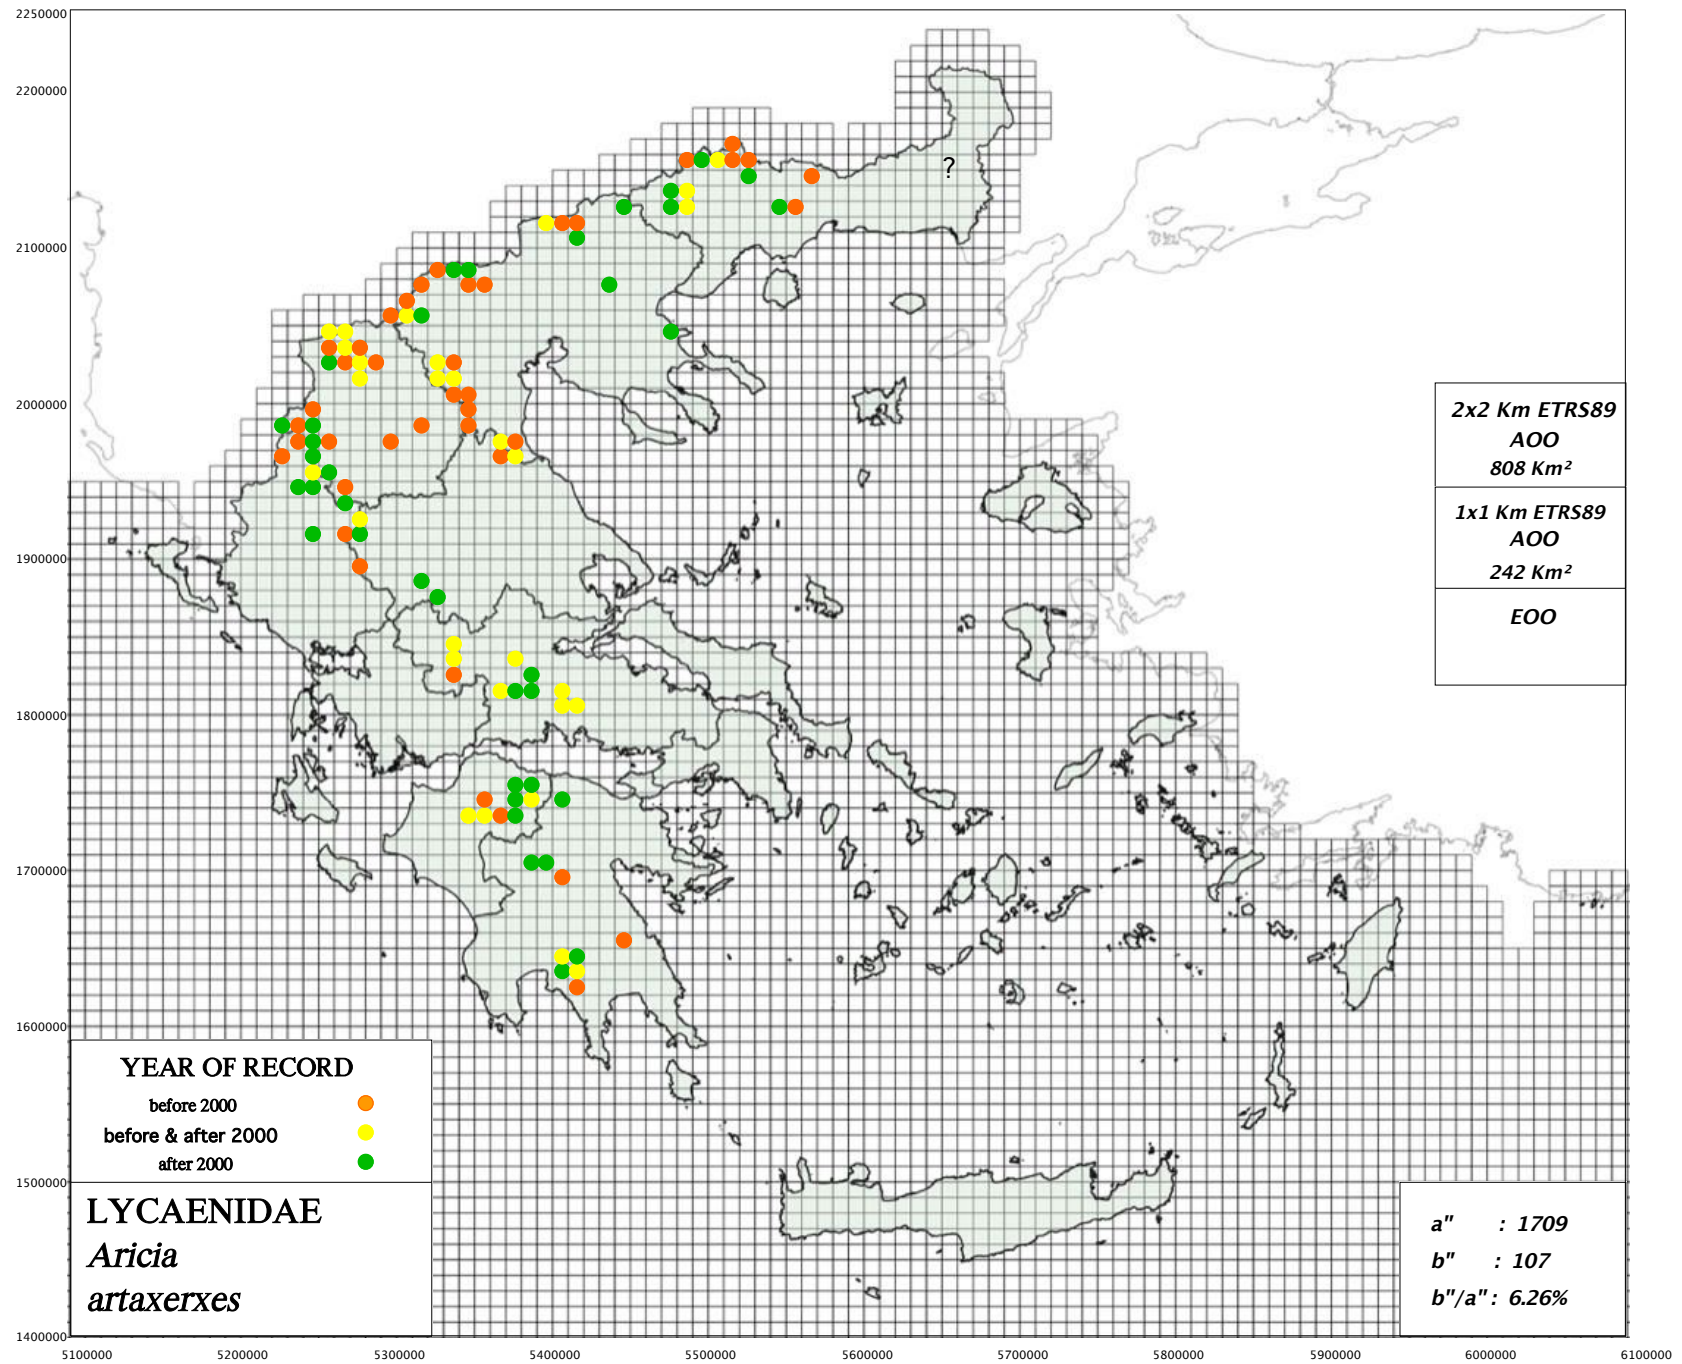 2250000
2200000
2100000
2000000
1900000
1800000
1700000
1600000
1500000
1400000
?
2x2 Km ETRS89
AOO
808 Km²
1x1 Km ETRS89
AOO
242 Km²
EOO
YEAR OF RECORD
before 2000
before & after 2000
after 2000
LYCAENIDAE
Aricia
artaxerxes
a" : 1709
b" : 107
b"/a" : 6.26%
5100000 5200000 5300000 5400000 5500000 5600000 5700000 5800000 5900000 6000000 6100000